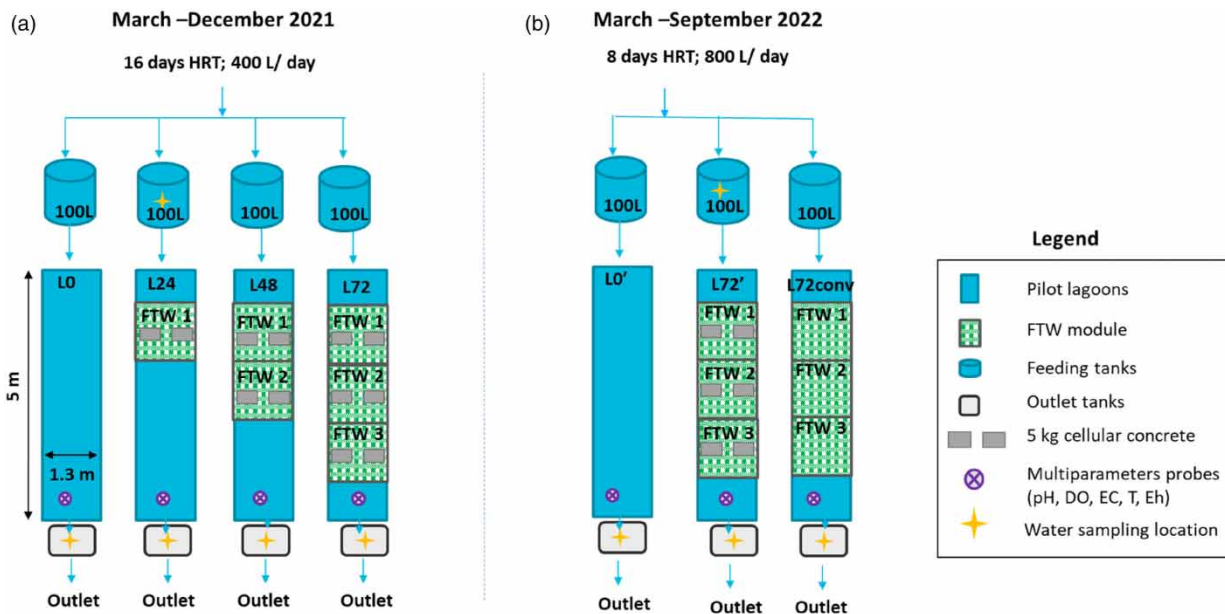 (a)
March –December 2021
16 days HRT; 400 L/ day
100L
100L
100L
100L
L0
L24
L48
L72
FTW 1
FTW 1
FTW 1
FTW 2
FTW 2
FTW 3
5 m
1.3 m
Outlet
Outlet
Outlet
Outlet
(b)
March –September 2022
8 days HRT; 800 L/ day
100L
100L
100L
L0’
L72’
L72conv
FTW 1
FTW 1
FTW 2
FTW 2
FTW 3
FTW 3
Outlet
Outlet
Outlet
Legend
Pilot lagoons
FTW module
Feeding tanks
Outlet tanks
5 kg cellular concrete
Multiparameters probes
(pH, DO, EC, T, Eh)
Water sampling location